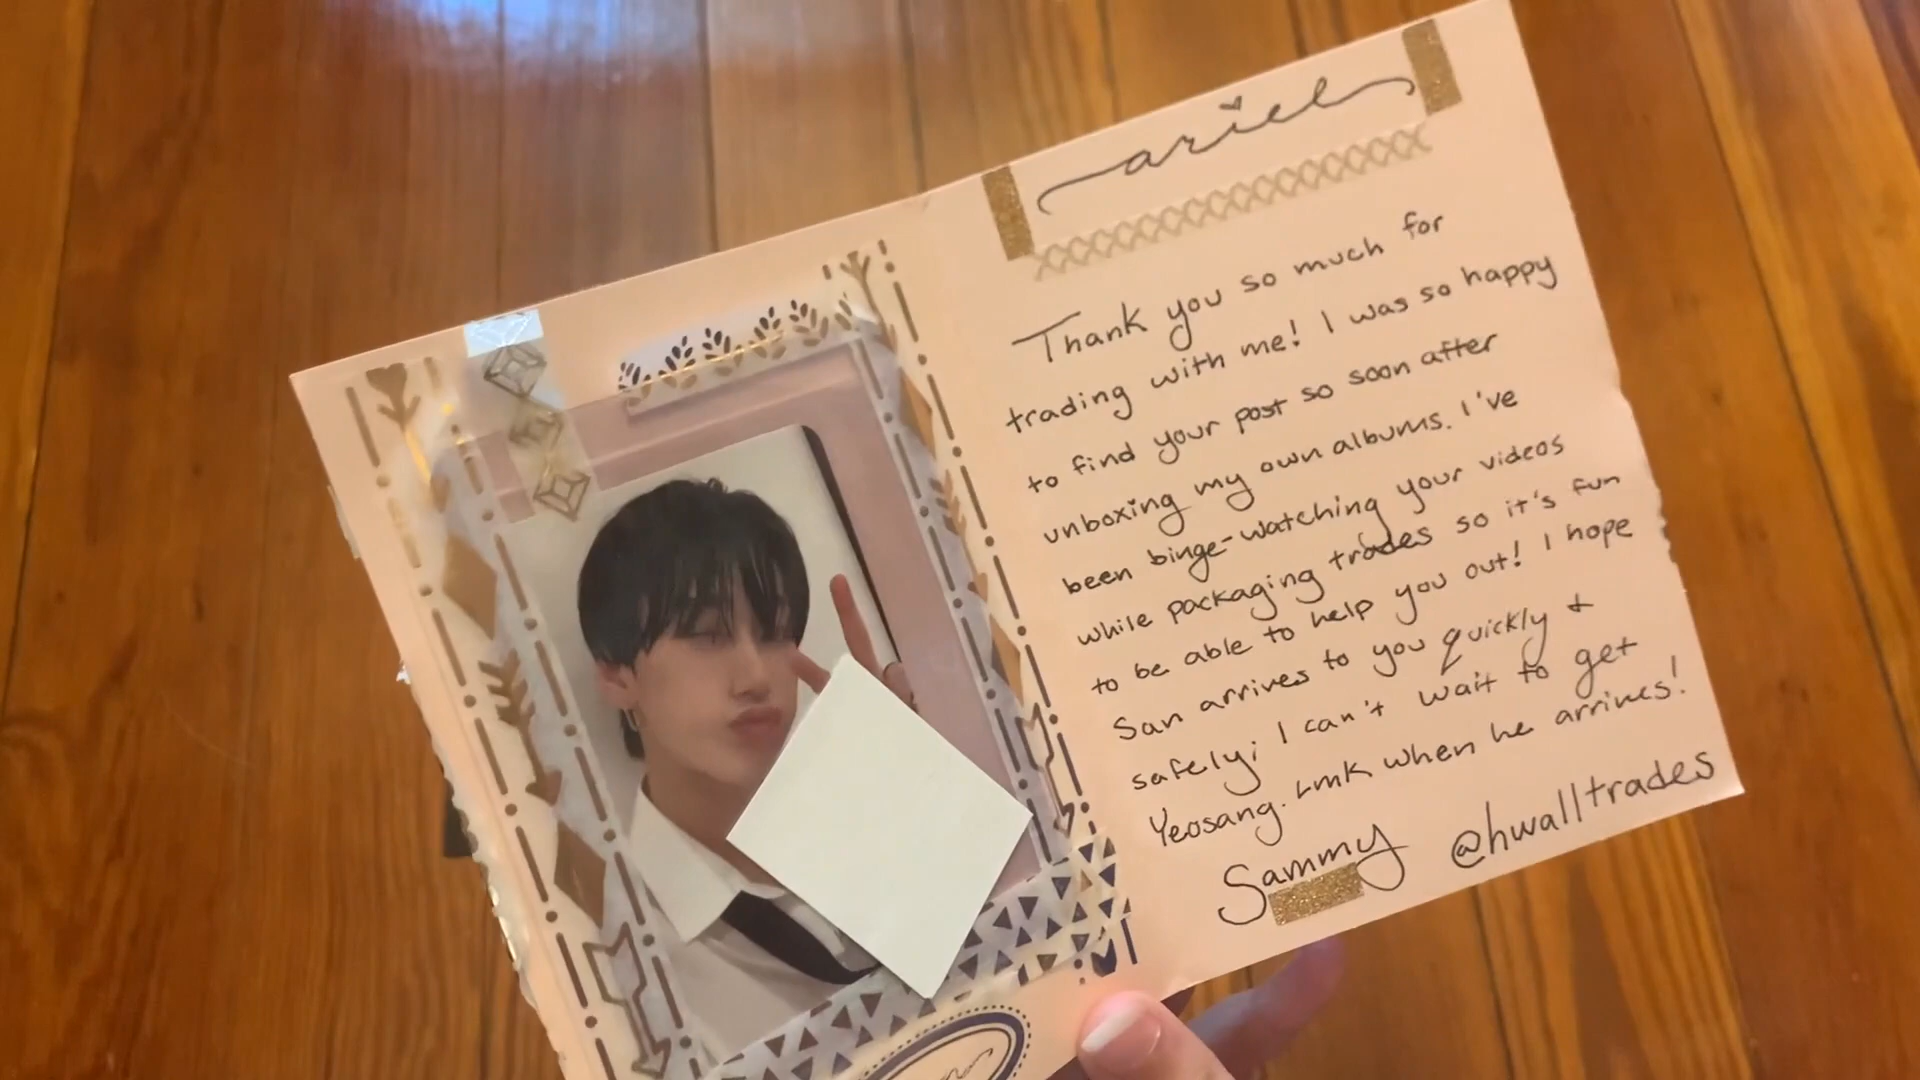 ariel
Thank you so much for
trading with me! I was so happy
to find your post so soon after
unboxing my own albums. I've
been binge-watching your videos
while packaging trades so it's fun
to be able to help you out! I hope
San arrives to you quickly &
safely; I can't wait to get
Yeosang. Lmk when he arrives!
Sammy @hwalltrades